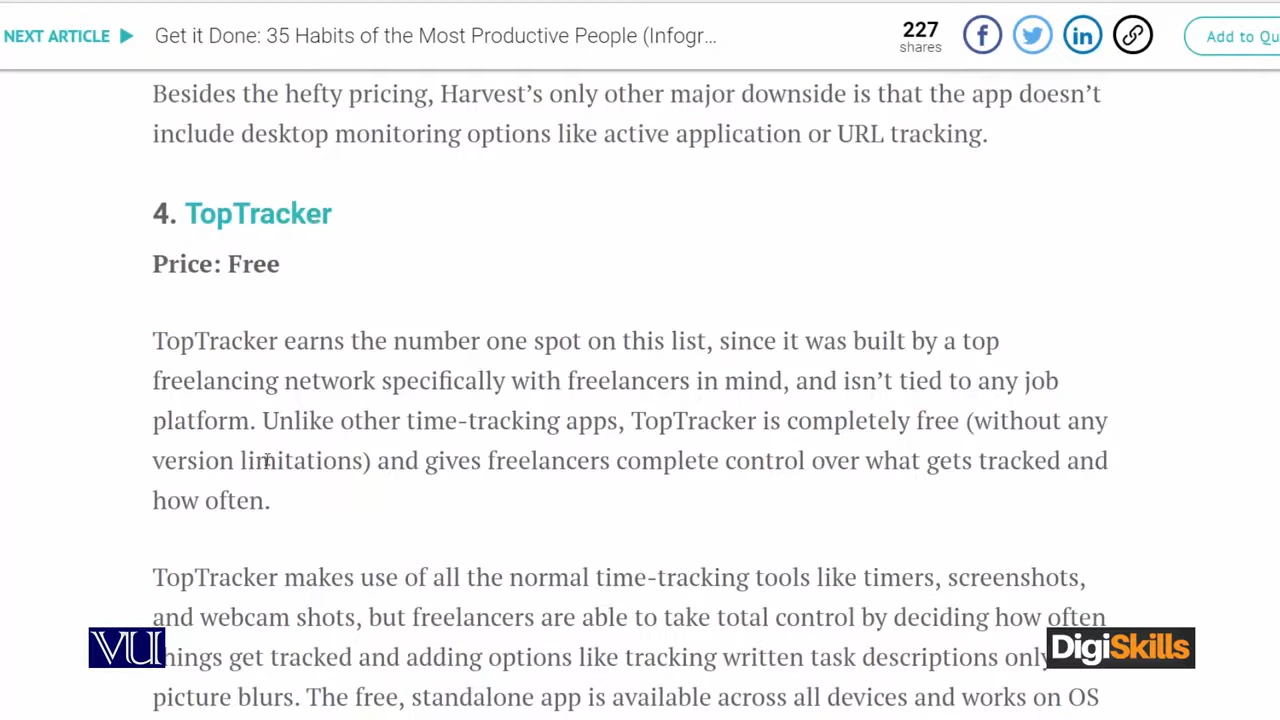 NEXT ARTICLE Get it Done: 35 Habits of the Most Productive People (Infogr...
227
shares
Add to Qu
Besides the hefty pricing, Harvest’s only other major downside is that the app doesn’t
include desktop monitoring options like active application or URL tracking.
4. TopTracker
Price: Free
TopTracker earns the number one spot on this list, since it was built by a top
freelancing network specifically with freelancers in mind, and isn’t tied to any job
platform. Unlike other time-tracking apps, TopTracker is completely free (without any
version limitations) and gives freelancers complete control over what gets tracked and
how often.
TopTracker makes use of all the normal time-tracking tools like timers, screenshots,
and webcam shots, but freelancers are able to take total control by deciding how often
hings get tracked and adding options like tracking written task descriptions only
picture blurs. The free, standalone app is available across all devices and works on OS
VU
DigiSkills